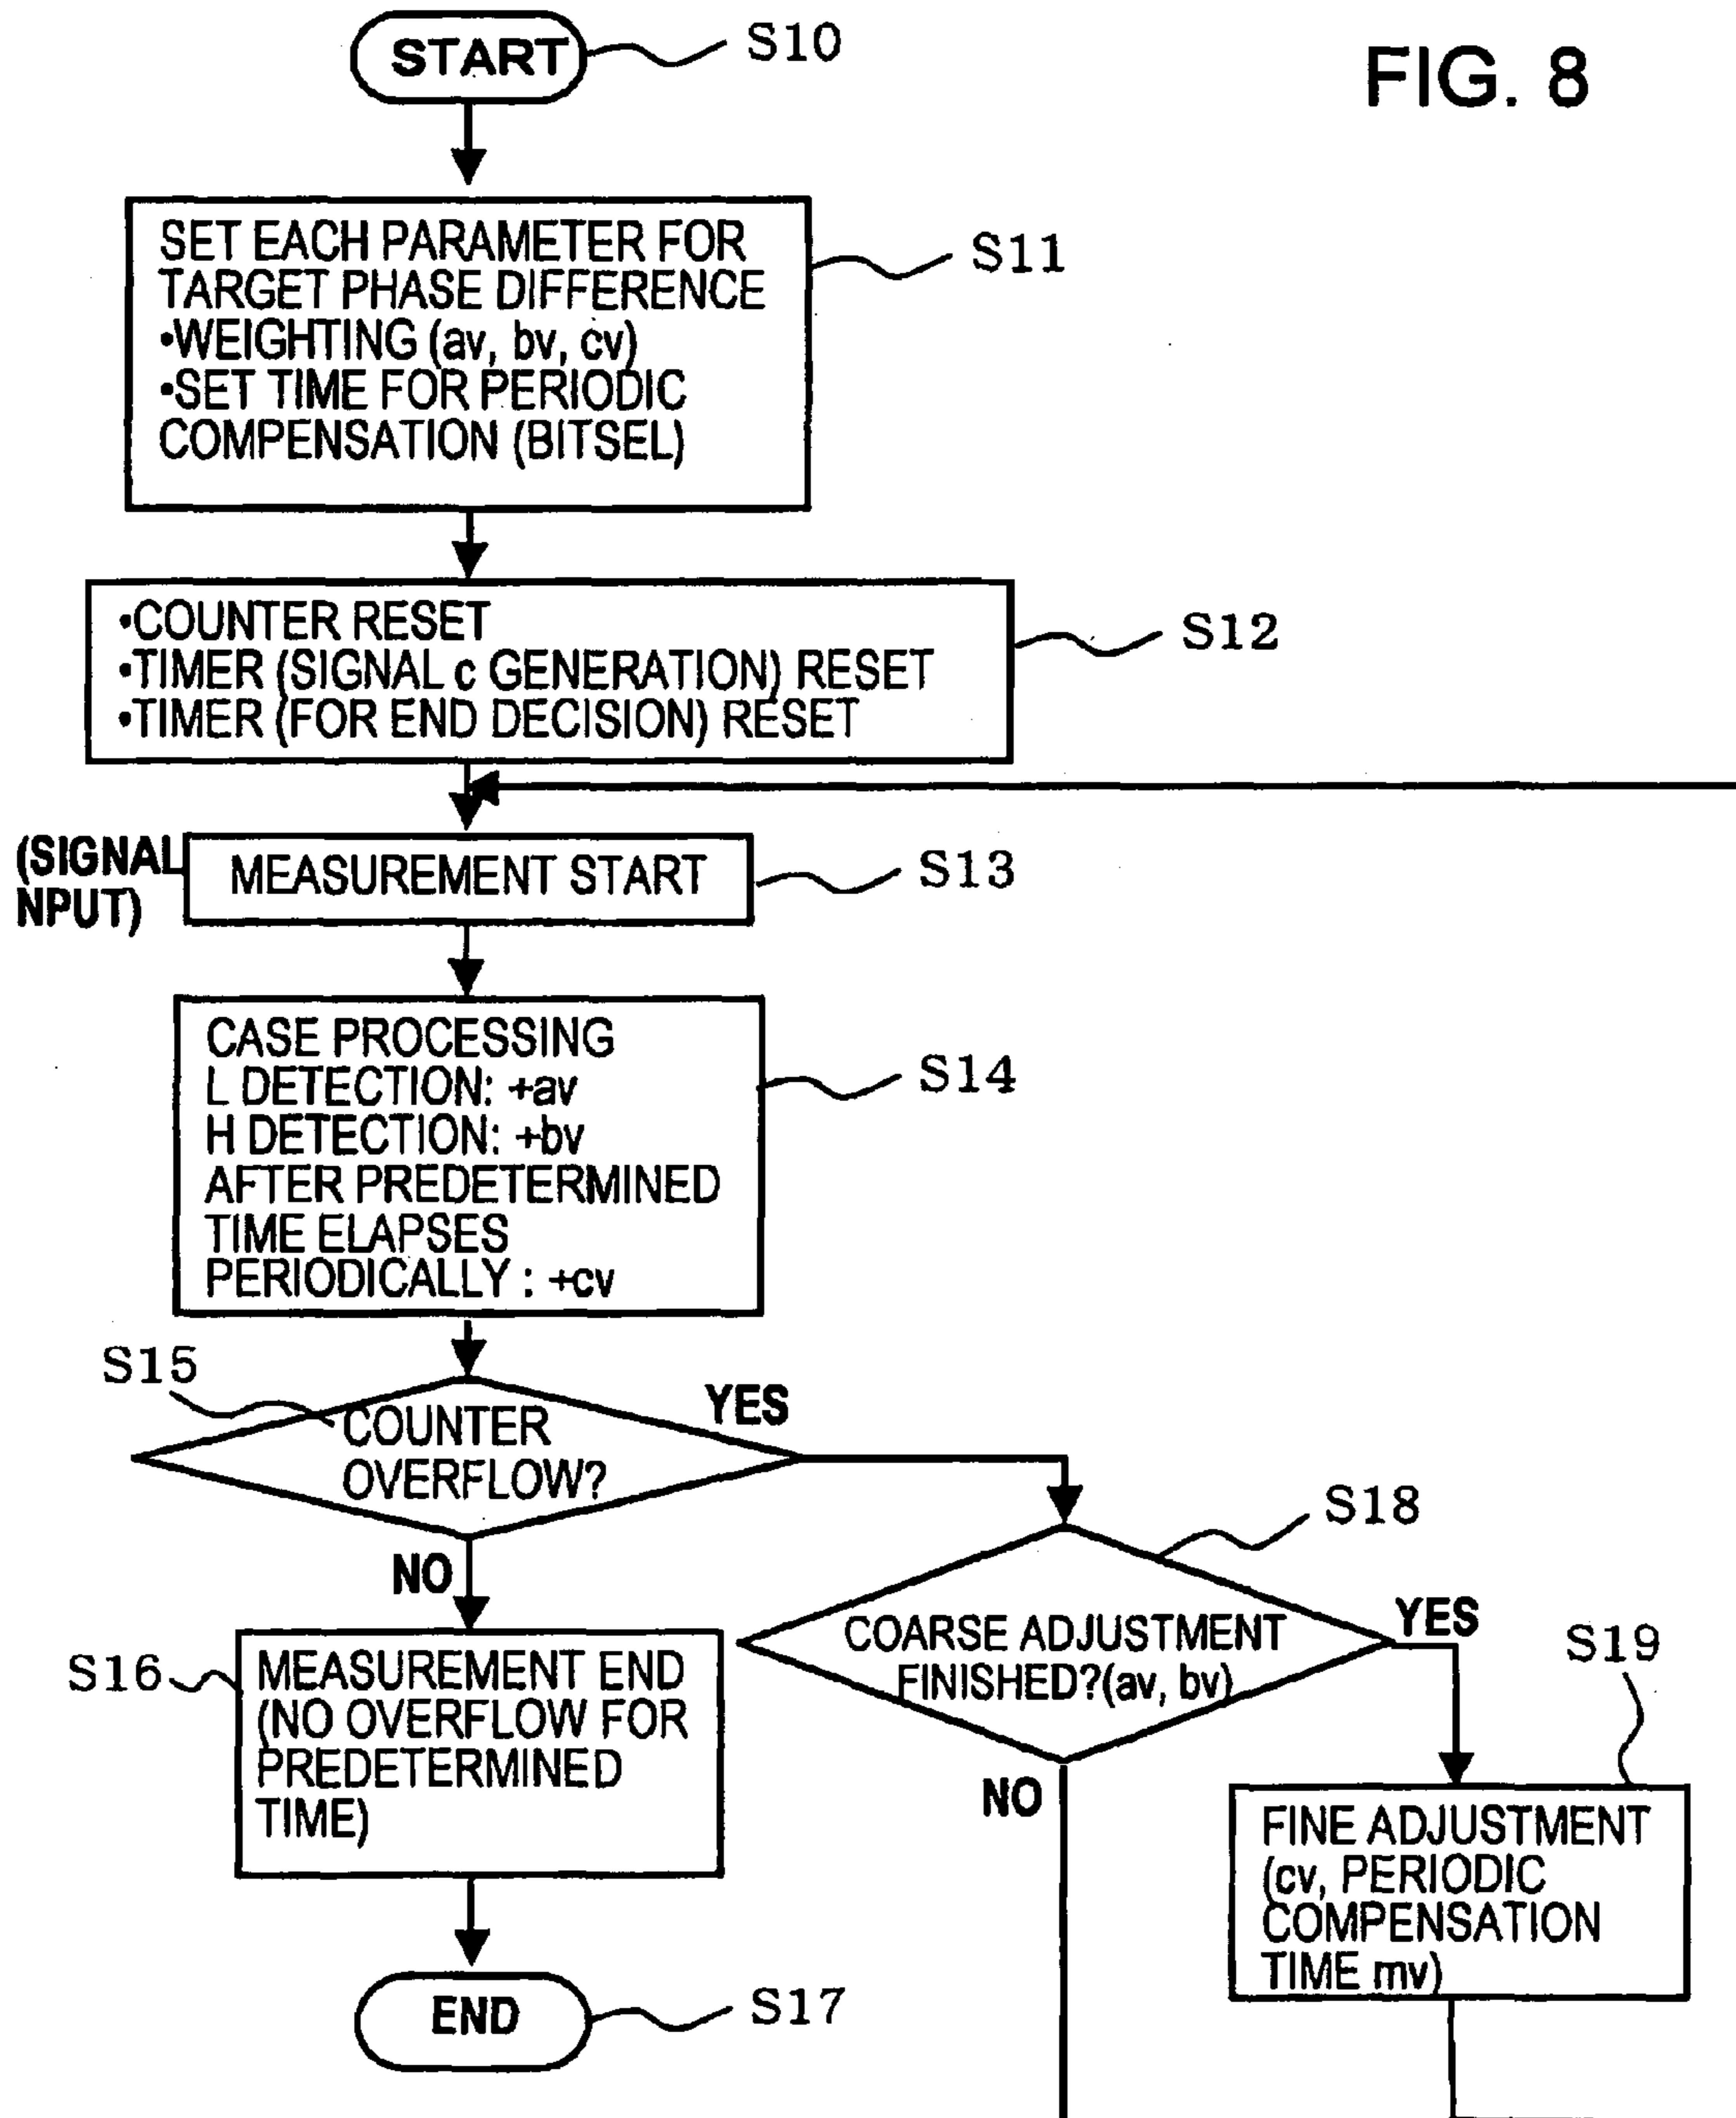 START
S10
FIG. 8
SET EACH PARAMETER FOR
TARGET PHASE DIFFERENCE
•WEIGHTING (av, bv, cv)
•SET TIME FOR PERIODIC
COMPENSATION (BITSEL)
S11
•COUNTER RESET
•TIMER (SIGNAL c GENERATION) RESET
•TIMER (FOR END DECISION) RESET
S12
(SIGNAL
NPUT)
MEASUREMENT START
S13
CASE PROCESSING
L DETECTION: +av
H DETECTION: +bv
AFTER PREDETERMINED
TIME ELAPSES
PERIODICALLY : +cv
S14
S15
COUNTER
OVERFLOW?
YES
NO
S16
MEASUREMENT END
(NO OVERFLOW FOR
PREDETERMINED
TIME)
END
S17
S18
COARSE ADJUSTMENT
FINISHED?(av, bv)
YES
NO
S19
FINE ADJUSTMENT
(cv, PERIODIC
COMPENSATION
TIME mv)